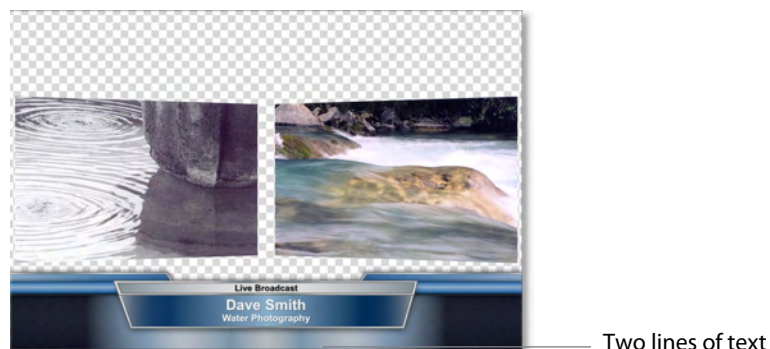 Live Broadcast
Dave Smith
Water Photography
Two lines of text